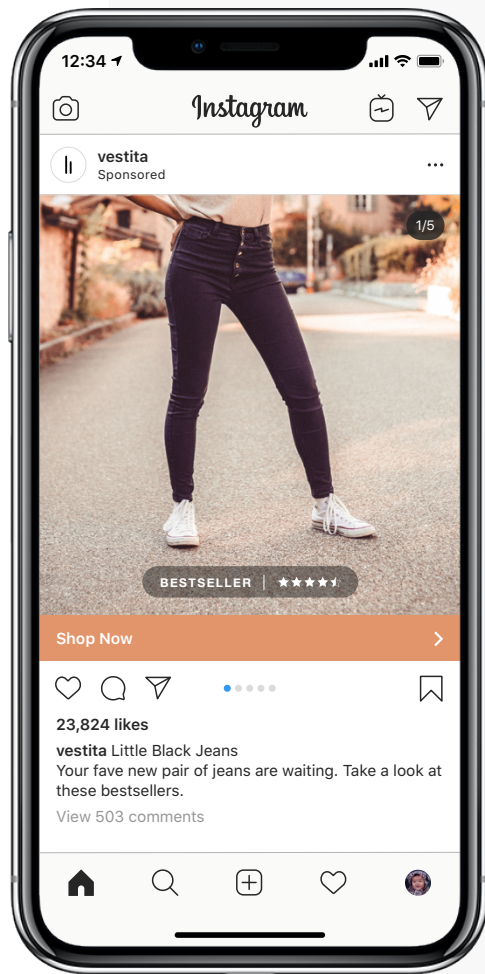 12:34
Instagram
vestita
Sponsored
1/5
BESTSELLER
Shop Now
23,824 likes
vestita Little Black Jeans
Your fave new pair of jeans are waiting. Take a look at
these bestsellers.
View 503 comments